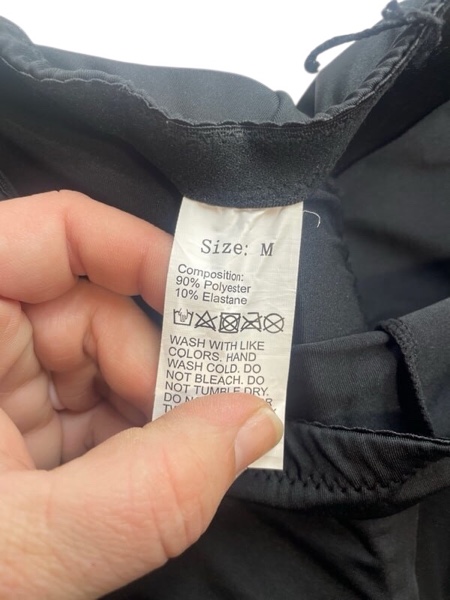 Size: M
Composition:
90% Polyester
10% Elastane
WASH WITH LIKE
COLORS. HAND
WASH COLD. DO
NOT BLEACH. DO
NOT TUMBLE DRY.
DO